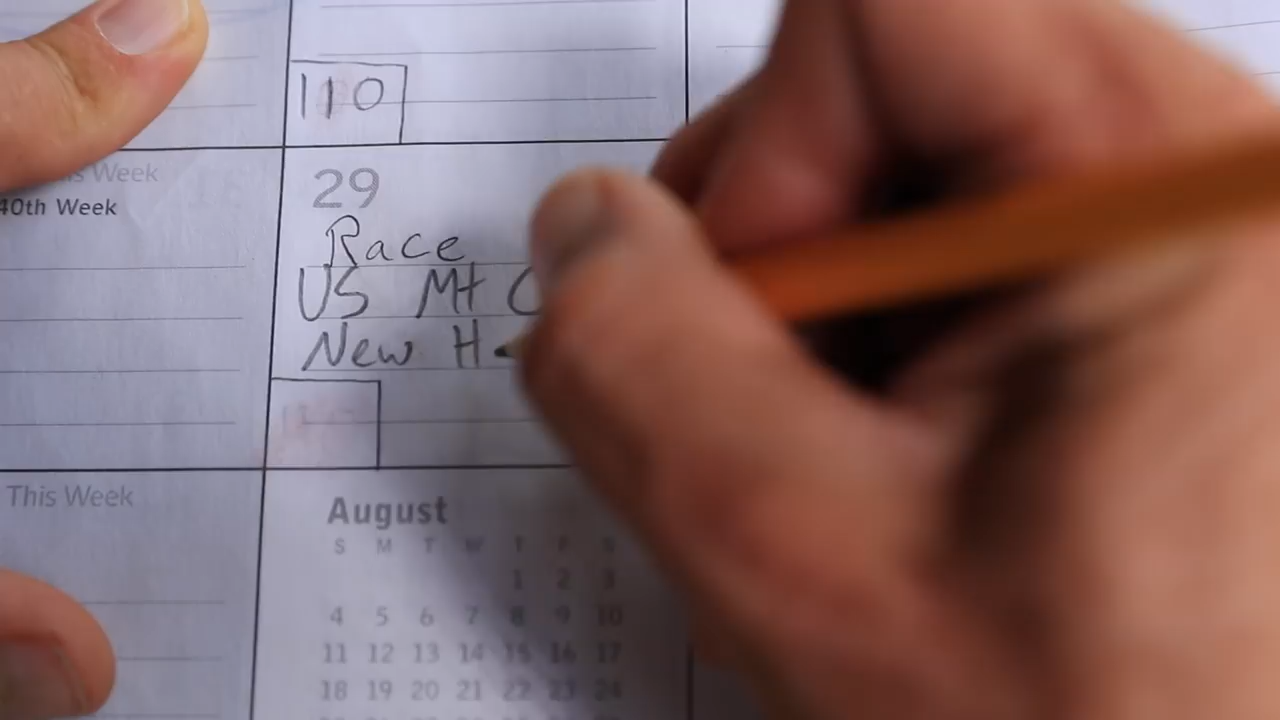 110
Week
40th Week
29
Race
US Mt
New
This Week
August
S M T W T F S
1 2 3
4 5 6 7 8 9 10
11 12 13 14 15 16 17
18 19 20 21 22 23 24